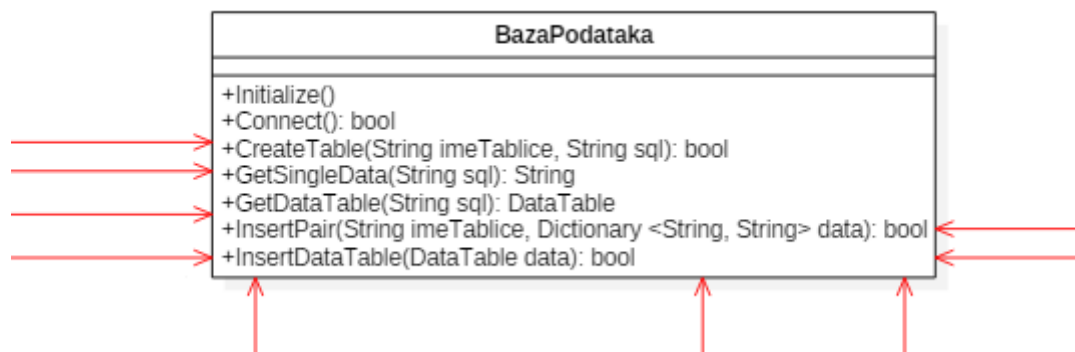 BazaPodataka
+Initialize()
+Connect(): bool
+CreateTable(String imeTablice, String sql): bool
+GetSingleData(String sql): String
+GetDataTable(String sql): DataTable
+InsertPair(String imeTablice, Dictionary <String, String> data): bool
+InsertDataTable(DataTable data): bool